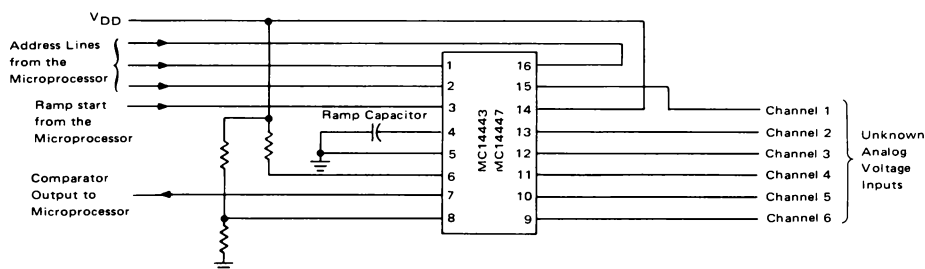 VDD
Address Lines
from the
Microprocessor
Ramp start
from the
Microprocessor
Ramp Capacitor
Comparator
Output to
Microprocessor
1
2
3
4
5
6
7
8
MC14443
MC14447
16
15
14
13
12
11
10
9
Channel 1
Channel 2
Channel 3
Channel 4
Channel 5
Channel 6
Unknown
Analog
Voltage
Inputs